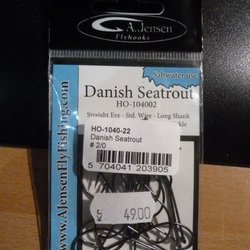 A. Jensen
Flyhooks
Saltwater use
Danish Seatrout
HO-104002
Straight Eye - Std. Wire - Long Shank
HO-1040-22
Danish Seatrout
# 2/0
5 704041 203905
49.00
www.AJensenFlyFishing.com